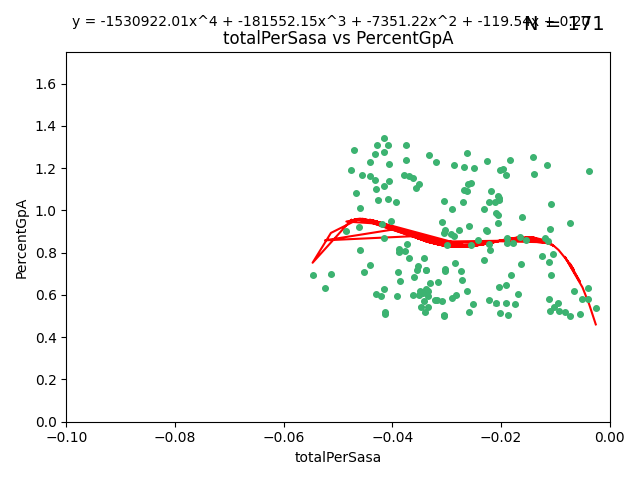 y = -1530922.01x^4 + -181552.15x^3 + -7351.22x^2 + -119.54x + 0.20
N = 171
totalPerSasa vs PercentGpA
1.6
1.4
1.2
1.0
0.8
0.6
0.4
0.2
0.0
PercentGpA
−0.10 −0.08 −0.06 −0.04 −0.02 0.00
totalPerSasa